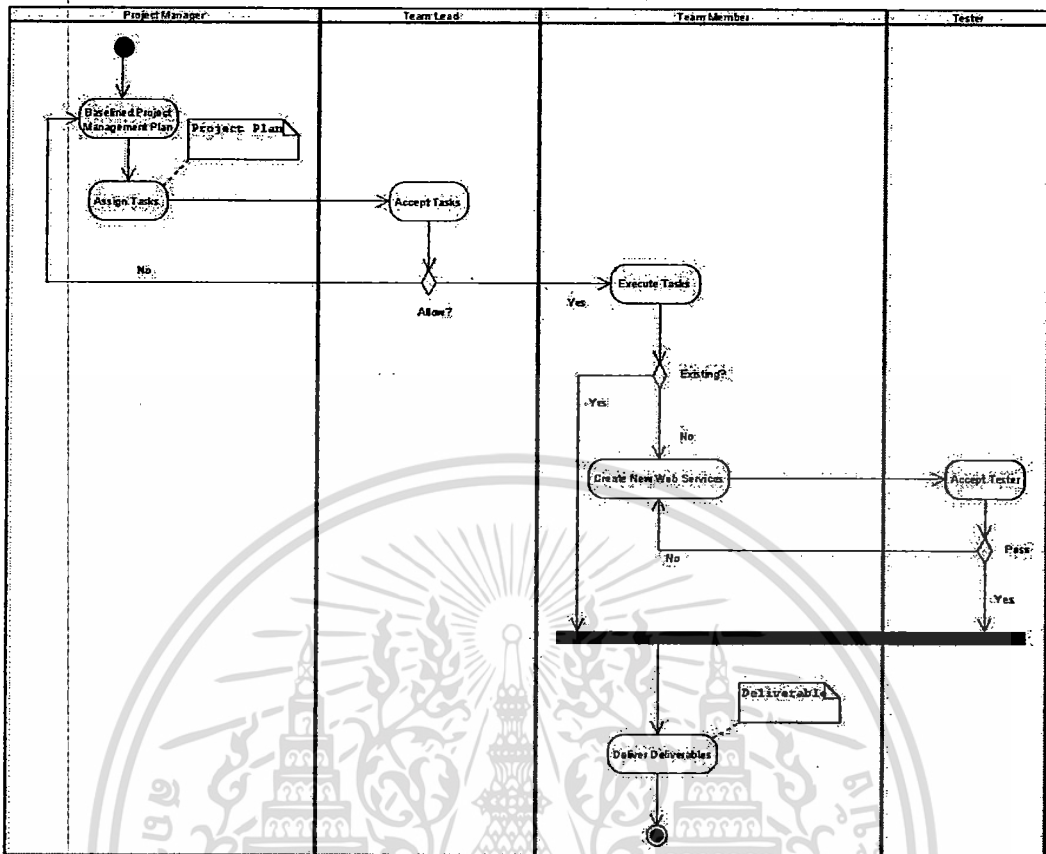 Project Manager
Team Lead
Team Member
Tester
Baselined Project
Management Plan
Project Plan
Assign Tasks
Accept Tasks
No
Allow?
Yes
Execute Tasks
Existing?
Yes
No
Create New Web Services
Accept Tester
No
Pass
Yes
Deliverable
Deliver Deliverables